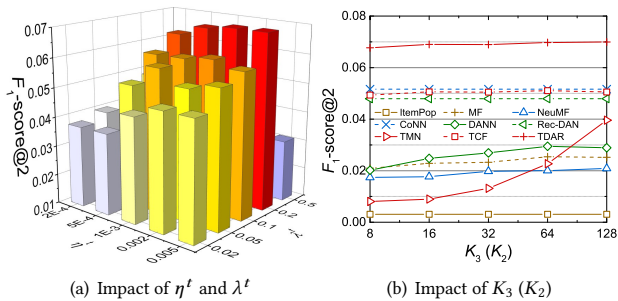 0.07
0.06
0.05
0.04
0.03
0.02
0.01
F₁-score@2
2E-4
5E-4
1E-3
0.002
0.005
0.02
0.05
0.1
0.2
0.5
(a) Impact of ηᵗ and λᵗ
0.08
0.06
0.04
0.02
0.00
F₁-score@2
ItemPop MF NeuMF
CoNN DANN Rec-DAN
TMN TCF TDAR
8 16 32 64 128
K₃ (K₂)
(b) Impact of K₃ (K₂)